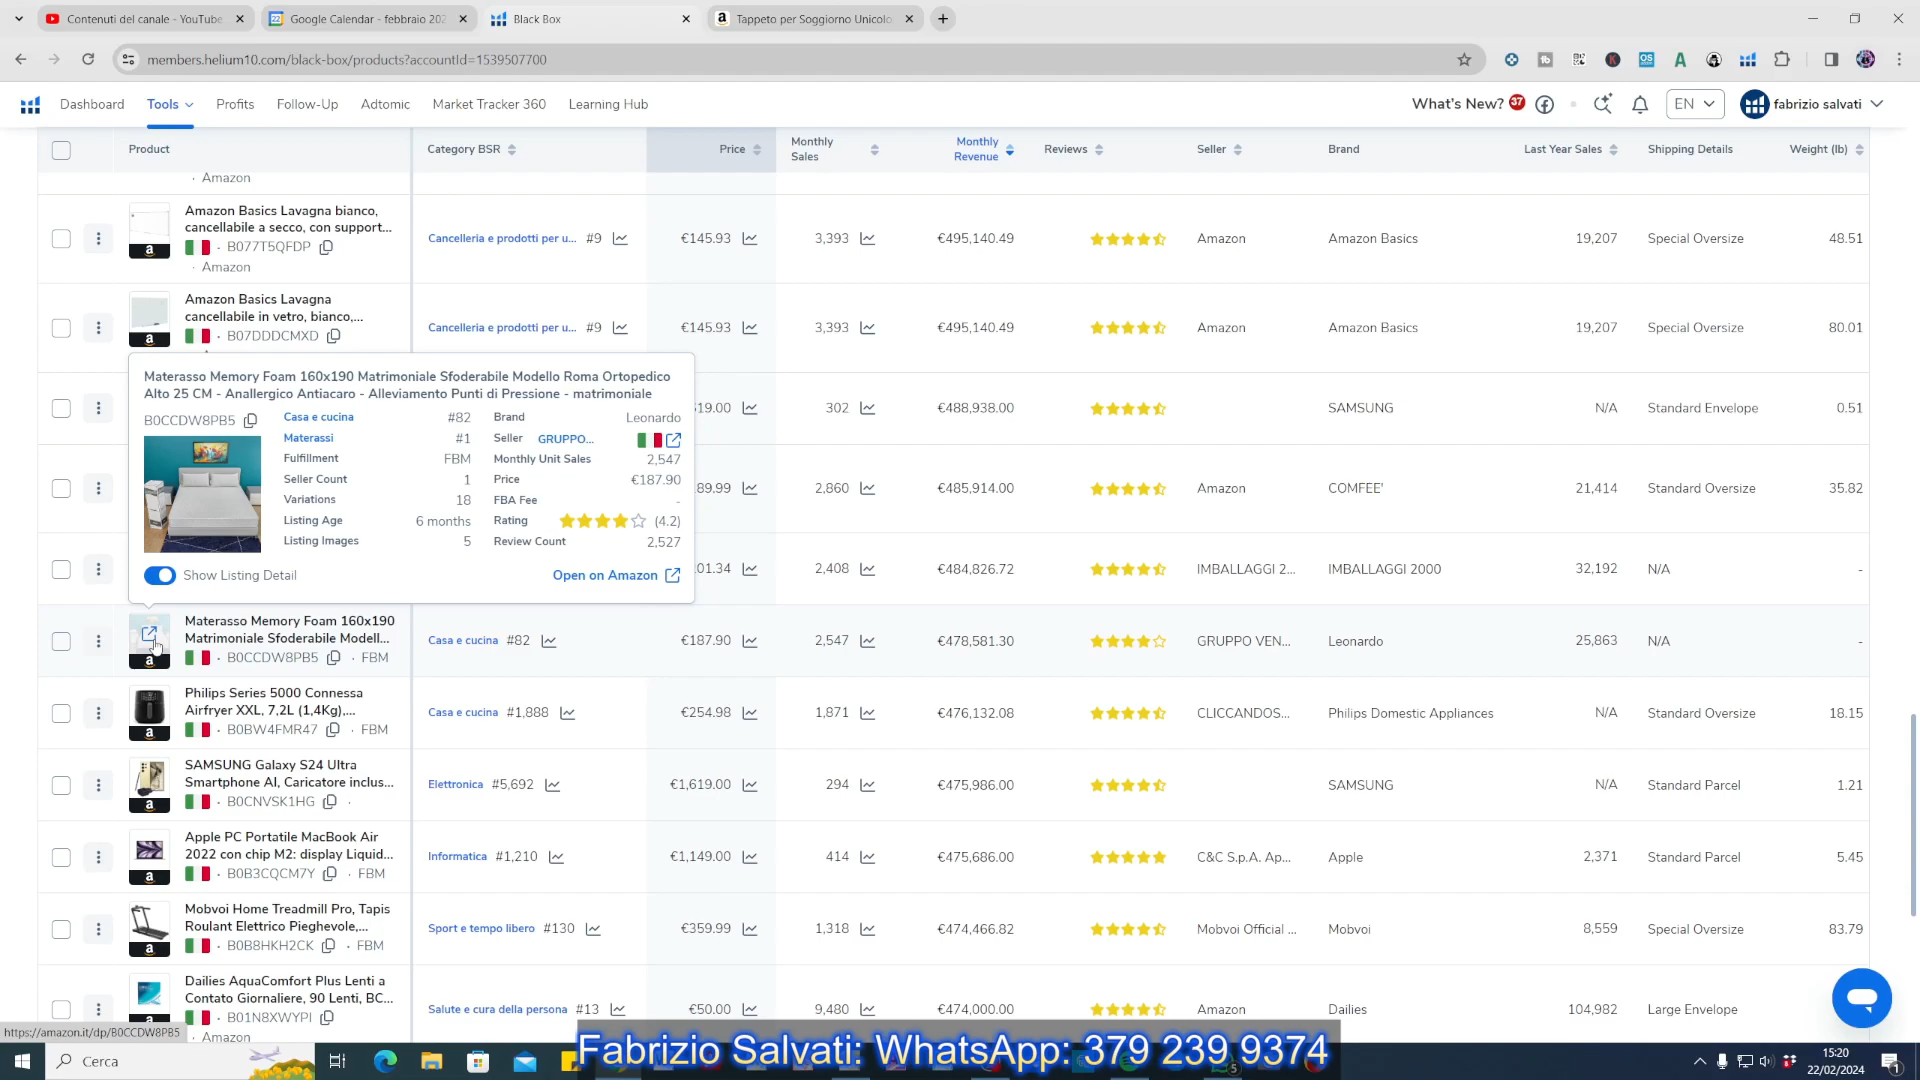 Contenuti del canale - YouTube
Google Calendar - febbraio 202
Black Box
Tappeto per Soggiorno Unicolo
members.helium10.com/black-box/products?accountId=1539507700
Dashboard
Tools
Profits
Follow-Up
Adtomic
Market Tracker 360
Learning Hub
What's New? 37
EN
fabrizio salvati
Product
Category BSR
Price
Monthly Sales
Monthly Revenue
Reviews
Seller
Brand
Last Year Sales
Shipping Details
Weight (lb)
· Amazon
Amazon Basics Lavagna bianco,
cancellabile a secco, con support...
· B077T5QFDP
· Amazon
Cancelleria e prodotti per u... #9
€145.93
3,393
€495,140.49
Amazon
Amazon Basics
19,207
Special Oversize
48.51
Amazon Basics Lavagna
cancellabile in vetro, bianco,...
· B07DDDCMXD
Cancelleria e prodotti per u... #9
€145.93
3,393
€495,140.49
Amazon
Amazon Basics
19,207
Special Oversize
80.01
Materasso Memory Foam 160x190 Matrimoniale Sfoderabile Modello Roma Ortopedico
Alto 25 CM - Anallergico Antiacaro - Alleviamento Punti di Pressione - matrimoniale
B0CCDW8PB5
Casa e cucina #82
Materassi #1
Fulfillment FBM
Seller Count 1
Variations 18
Listing Age 6 months
Listing Images 5
Brand Leonardo
Seller GRUPPO...
Monthly Unit Sales 2,547
Price €187.90
FBA Fee -
Rating (4.2)
Review Count 2,527
Show Listing Detail
Open on Amazon
19.00
302
€488,938.00
SAMSUNG
N/A
Standard Envelope
0.51
89.99
2,860
€485,914.00
Amazon
COMFEE'
21,414
Standard Oversize
35.82
01.34
2,408
€484,826.72
IMBALLAGGI 2...
IMBALLAGGI 2000
32,192
N/A
-
Materasso Memory Foam 160x190
Matrimoniale Sfoderabile Modell...
· B0CCDW8PB5 · FBM
Casa e cucina #82
€187.90
2,547
€478,581.30
GRUPPO VEN...
Leonardo
25,863
N/A
-
Philips Series 5000 Connessa
Airfryer XXL, 7,2L (1,4Kg),...
· B0BW4FMR47 · FBM
Casa e cucina #1,888
€254.98
1,871
€476,132.08
CLICCANDOS...
Philips Domestic Appliances
N/A
Standard Oversize
18.15
SAMSUNG Galaxy S24 Ultra
Smartphone AI, Caricatore inclus...
· B0CNVSK1HG ·
Elettronica #5,692
€1,619.00
294
€475,986.00
SAMSUNG
N/A
Standard Parcel
1.21
Apple PC Portatile MacBook Air
2022 con chip M2: display Liquid...
· B0B3CQCM7Y · FBM
Informatica #1,210
€1,149.00
414
€475,686.00
C&C S.p.A. Ap...
Apple
2,371
Standard Parcel
5.45
Mobvoi Home Treadmill Pro, Tapis
Roulant Elettrico Pieghevole,...
· B0B8HKH2CK · FBM
Sport e tempo libero #130
€359.99
1,318
€474,466.82
Mobvoi Official ...
Mobvoi
8,559
Special Oversize
83.79
Dailies AquaComfort Plus Lenti a
Contato Giornaliere, 90 Lenti, BC...
· B01N8XWYPI
· Amazon
Salute e cura della persona #13
€50.00
9,480
€474,000.00
Amazon
Dailies
104,982
Large Envelope
https://amazon.it/dp/B0CCDW8PB5
Cerca
Fabrizio Salvati: WhatsApp: 379 239 9374
15:20
22/02/2024